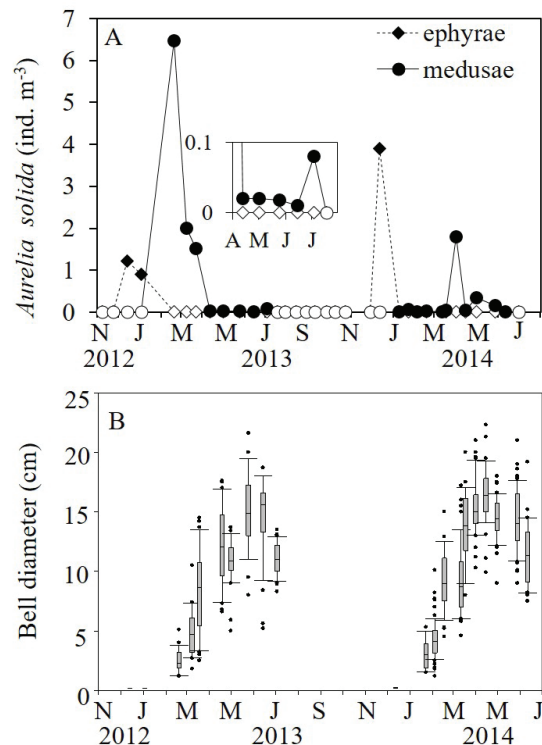 A
ephyrae
medusae
Aurelia solida (ind. m-3)
7
6
5
4
3
2
1
0
0.1
0
A M J J
N J M M J S N J M M J
2012 2013 2014
B
Bell diameter (cm)
25
20
15
10
5
0
N J M M J S N J M M J
2012 2013 2014